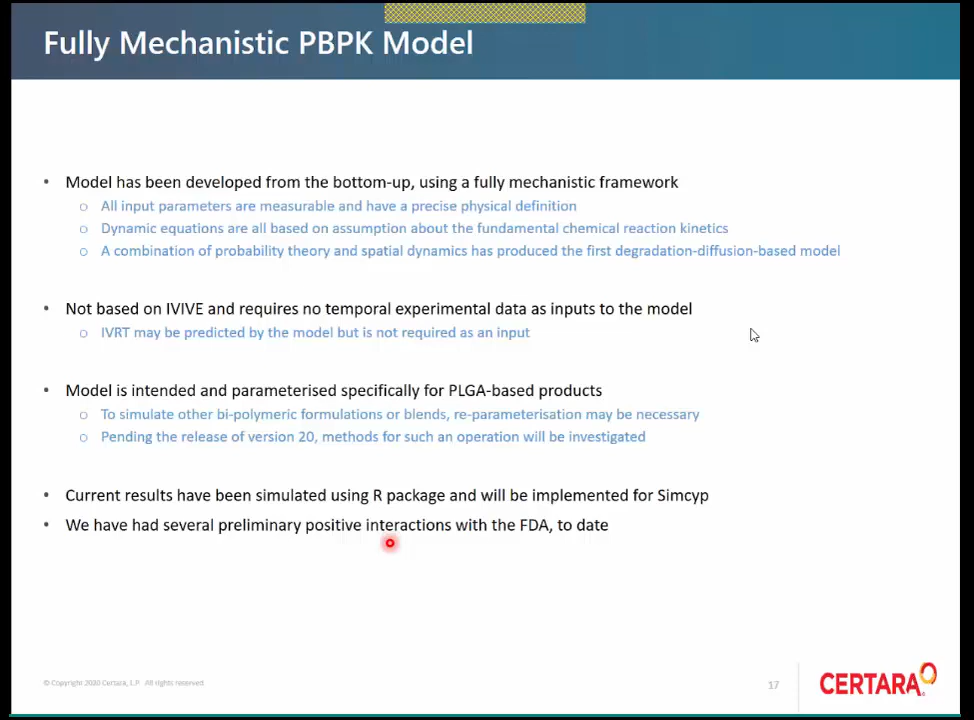 Fully Mechanistic PBPK Model
• Model has been developed from the bottom-up, using a fully mechanistic framework
o All input parameters are measurable and have a precise physical definition
o Dynamic equations are all based on assumption about the fundamental chemical reaction kinetics
o A combination of probability theory and spatial dynamics has produced the first degradation-diffusion-based model
• Not based on IVIVE and requires no temporal experimental data as inputs to the model
o IVRT may be predicted by the model but is not required as an input
• Model is intended and parameterised specifically for PLGA-based products
o To simulate other bi-polymeric formulations or blends, re-parameterisation may be necessary
o Pending the release of version 20, methods for such an operation will be investigated
• Current results have been simulated using R package and will be implemented for Simcyp
• We have had several preliminary positive interactions with the FDA, to date
© Copyright 2020 Certara, L.P. All rights reserved
17
CERTARA